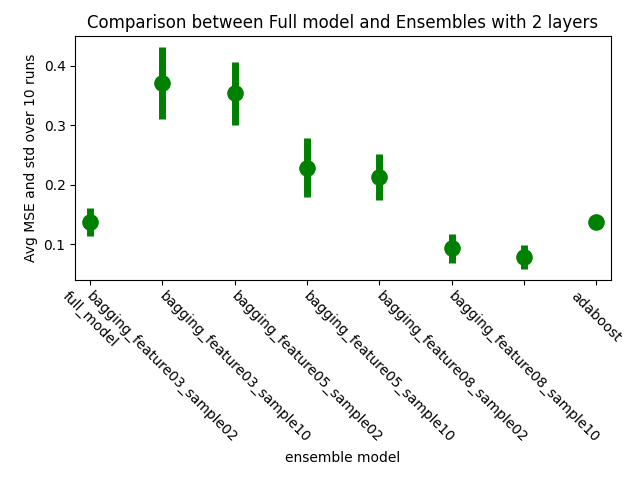 Comparison between Full model and Ensembles with 2 layers
Avg MSE and std over 10 runs
0.4
0.3
0.2
0.1
full_model
bagging_feature03_sample02
bagging_feature03_sample10
bagging_feature05_sample02
bagging_feature05_sample10
bagging_feature08_sample02
bagging_feature08_sample10
adaboost
ensemble model